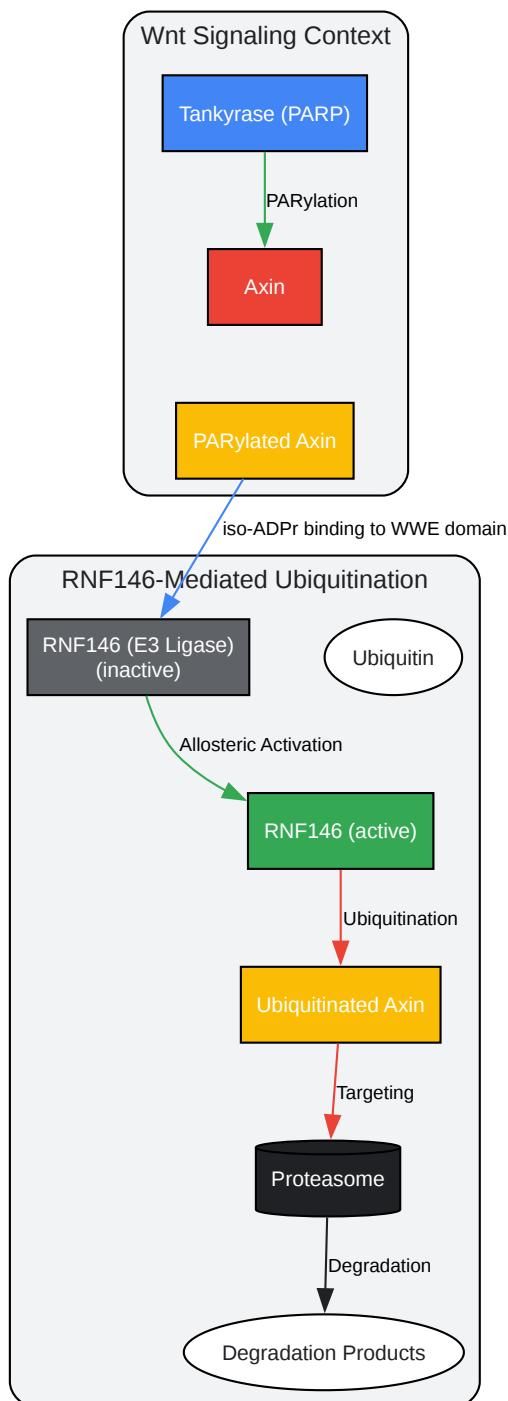 Wnt Signaling Context
Tankyrase (PARP)
PARylation
Axin
PARylated Axin
iso-ADPr binding to WWE domain
RNF146-Mediated Ubiquitination
RNF146 (E3 Ligase)
(inactive)
Ubiquitin
Allosteric Activation
RNF146 (active)
Ubiquitination
Ubiquitinated Axin
Targeting
Proteasome
Degradation
Degradation Products